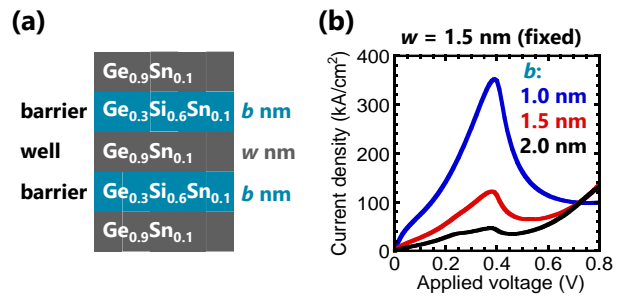 (a)
Ge0.9Sn0.1
barrier Ge0.3Si0.6Sn0.1 b nm
well Ge0.9Sn0.1 w nm
barrier Ge0.3Si0.6Sn0.1 b nm
Ge0.9Sn0.1
(b)
w = 1.5 nm (fixed)
Current density (kA/cm²)
400
300
200
100
0
b:
1.0 nm
1.5 nm
2.0 nm
0 0.2 0.4 0.6 0.8
Applied voltage (V)